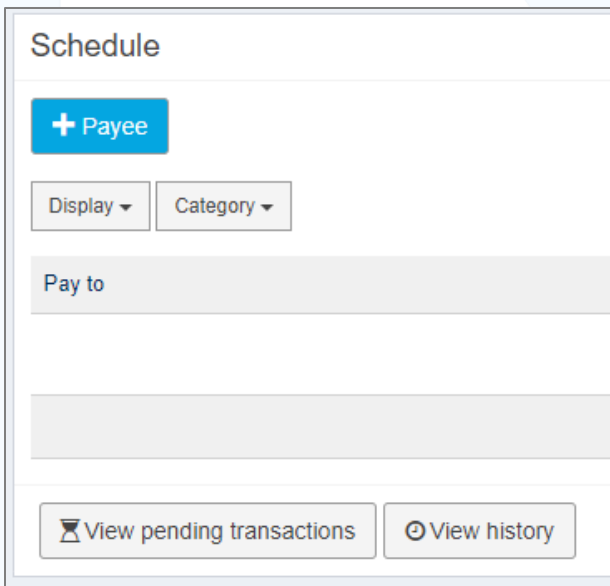 Schedule
Payee
Display Category
Pay to
View pending transactions View history